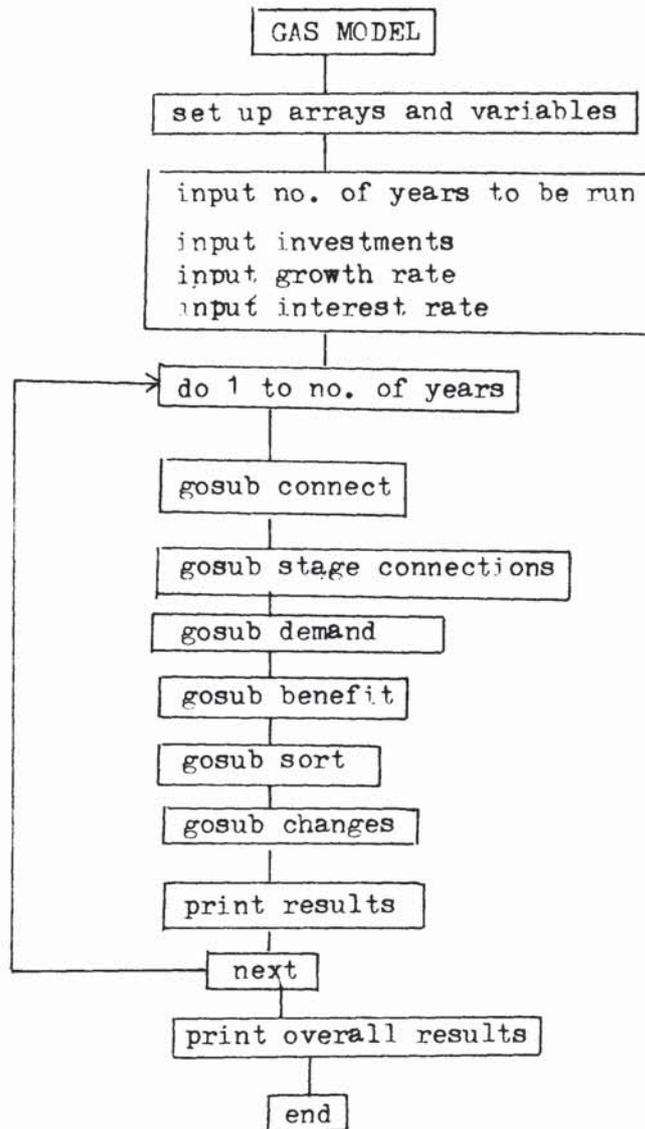 GAS MODEL
set up arrays and variables
input no. of years to be run
input investments
input growth rate
input interest rate
do 1 to no. of years
gosub connect
gosub stage connections
gosub demand
gosub benefit
gosub sort
gosub changes
print results
next
print overall results
end